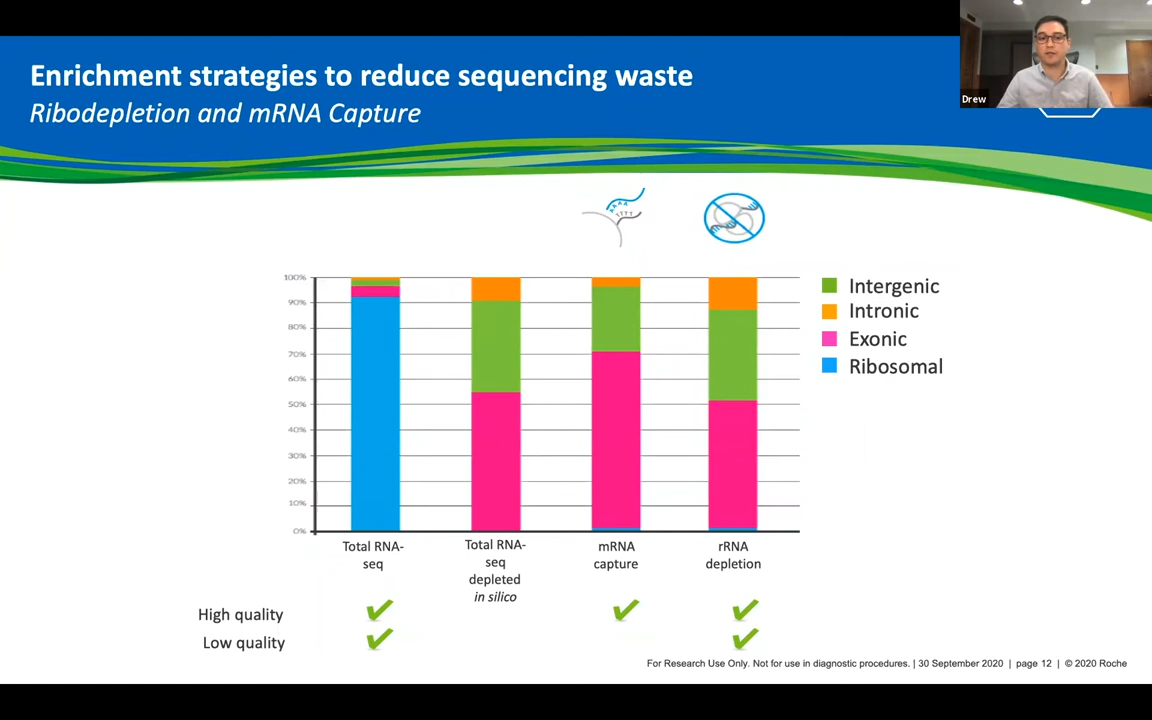 Enrichment strategies to reduce sequencing waste
Ribodepletion and mRNA Capture
Drew
AAAA
TTTT
100%
90%
80%
70%
60%
50%
40%
30%
20%
10%
0%
Intergenic
Intronic
Exonic
Ribosomal
Total RNA-
seq
Total RNA-
seq
depleted
in silico
mRNA
capture
rRNA
depletion
High quality
Low quality
For Research Use Only. Not for use in diagnostic procedures. | 30 September 2020 | page 12 | © 2020 Roche